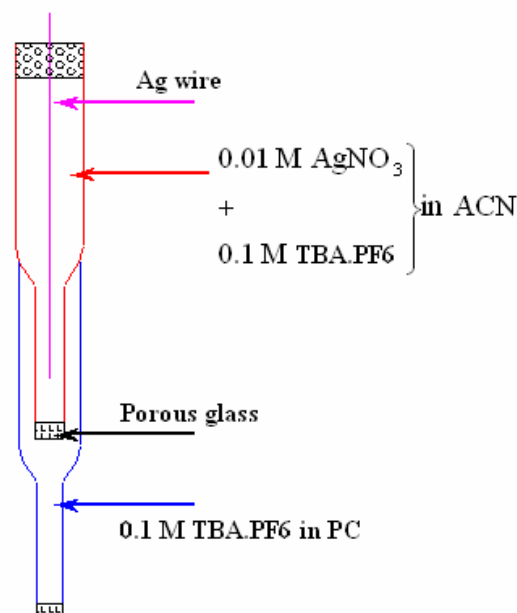 Ag wire
0.01 M AgNO3
+
in ACN
0.1 M TBA.PF6
Porous glass
0.1 M TBA.PF6 in PC